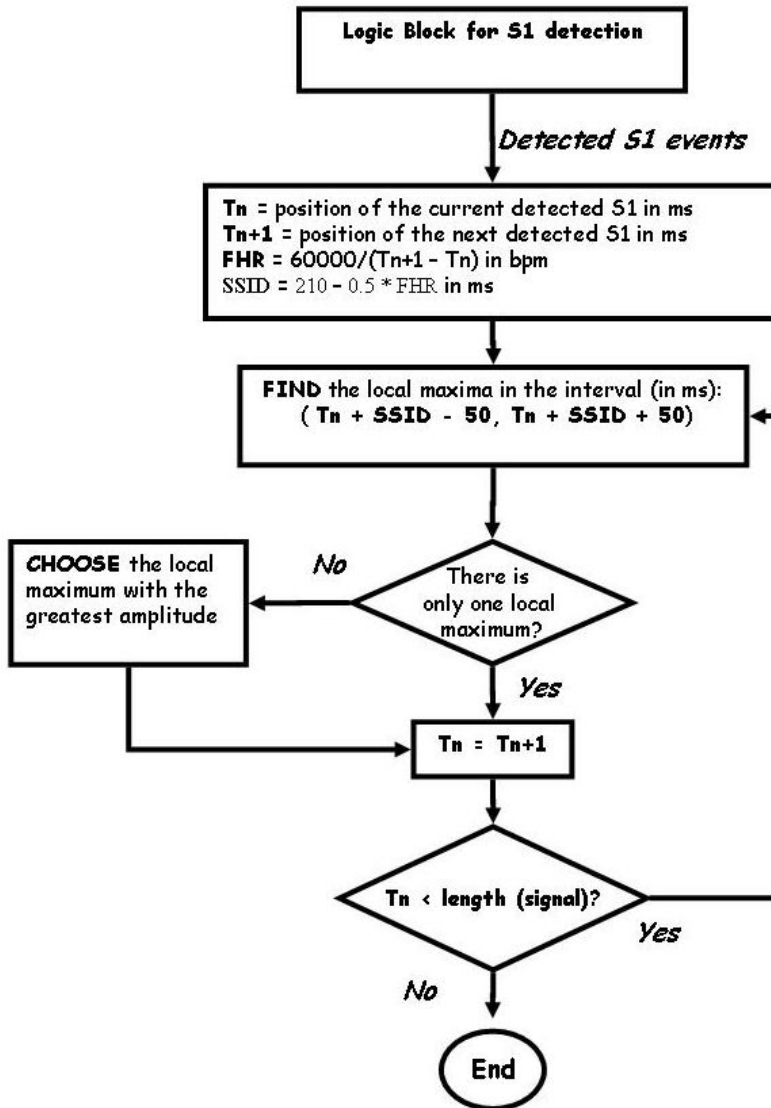 Logic Block for S1 detection
Detected S1 events
Tn = position of the current detected S1 in ms
Tn+1 = position of the next detected S1 in ms
FHR = 60000/(Tn+1 - Tn) in bpm
SSID = 210 – 0.5 * FHR in ms
FIND the local maxima in the interval (in ms):
( Tn + SSID - 50, Tn + SSID + 50)
There is
only one local
maximum?
No
CHOOSE the local
maximum with the
greatest amplitude
Yes
Tn = Tn+1
Tn < length (signal)?
Yes
No
End